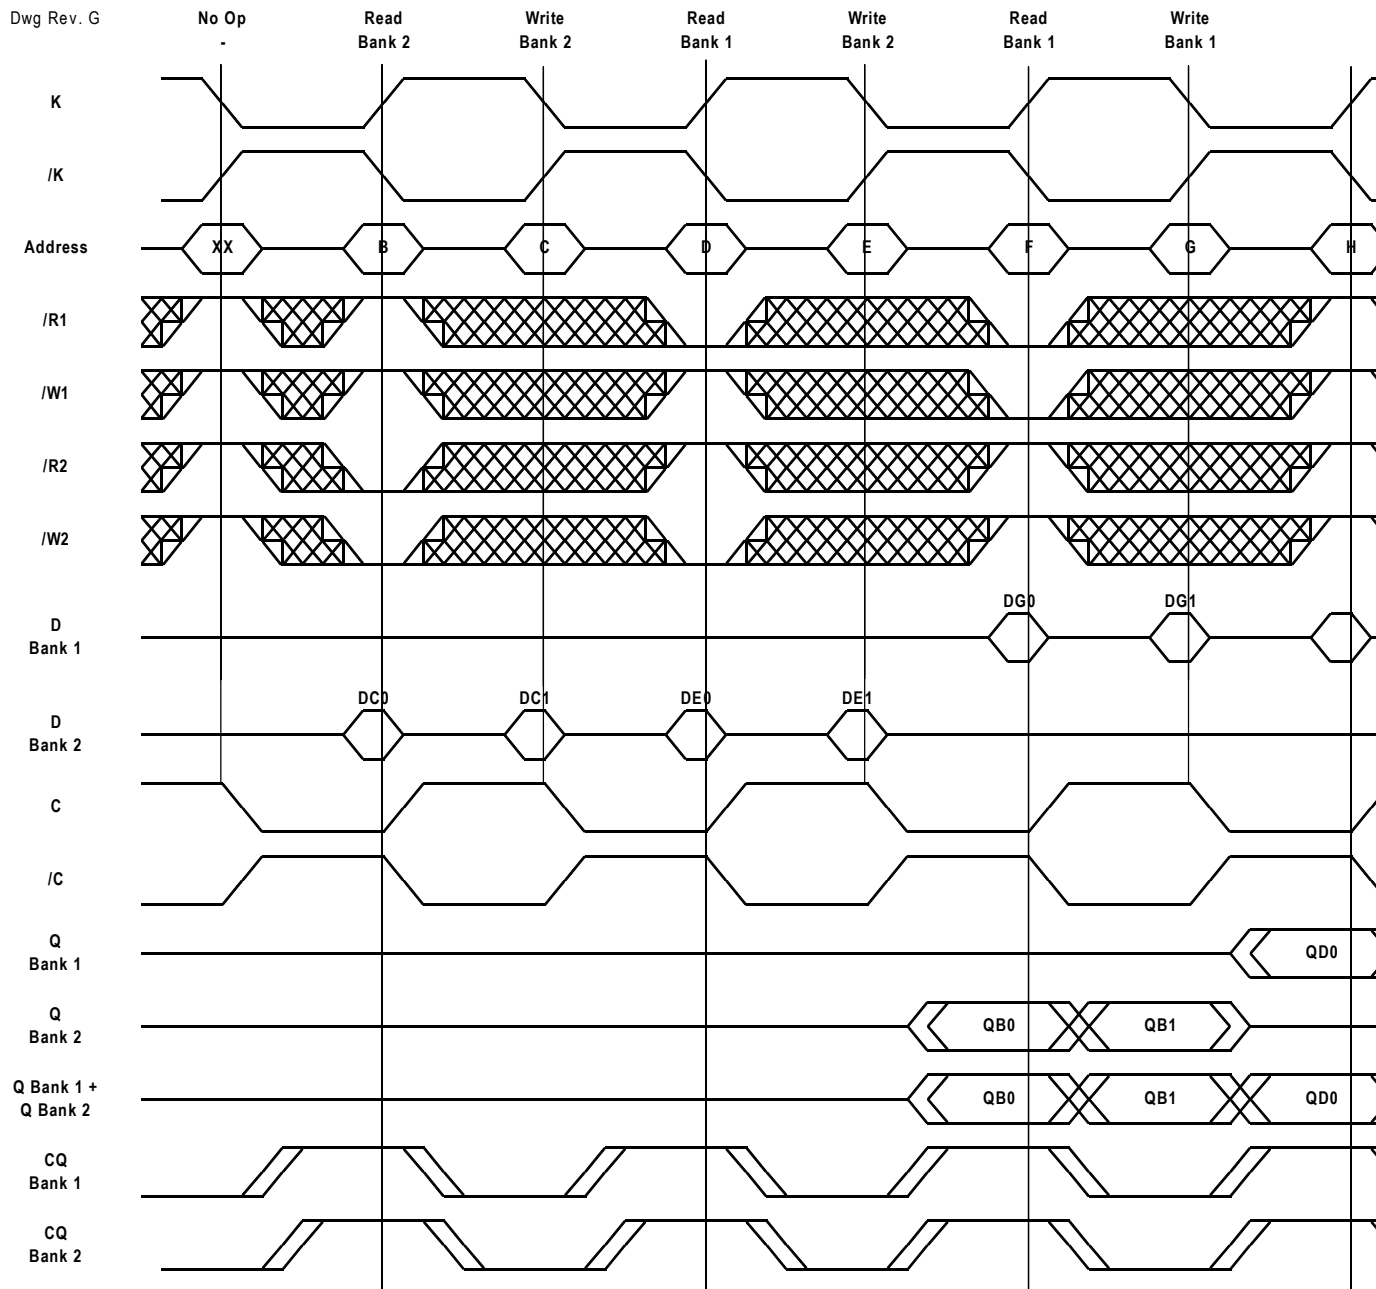 Dwg Rev. G No Op Read Write Read Write Read Write
- Bank 2 Bank 2 Bank 1 Bank 2 Bank 1 Bank 1
K
/K
Address XX B C D E F G H
/R1
/W1
/R2
/W2
DG0 DG1
D
Bank 1
DC0 DC1 DE0 DE1
D
Bank 2
C
/C
Q
Bank 1 QD0
Q
Bank 2 QB0 QB1
Q Bank 1 +
Q Bank 2 QB0 QB1 QD0
CQ
Bank 1
CQ
Bank 2